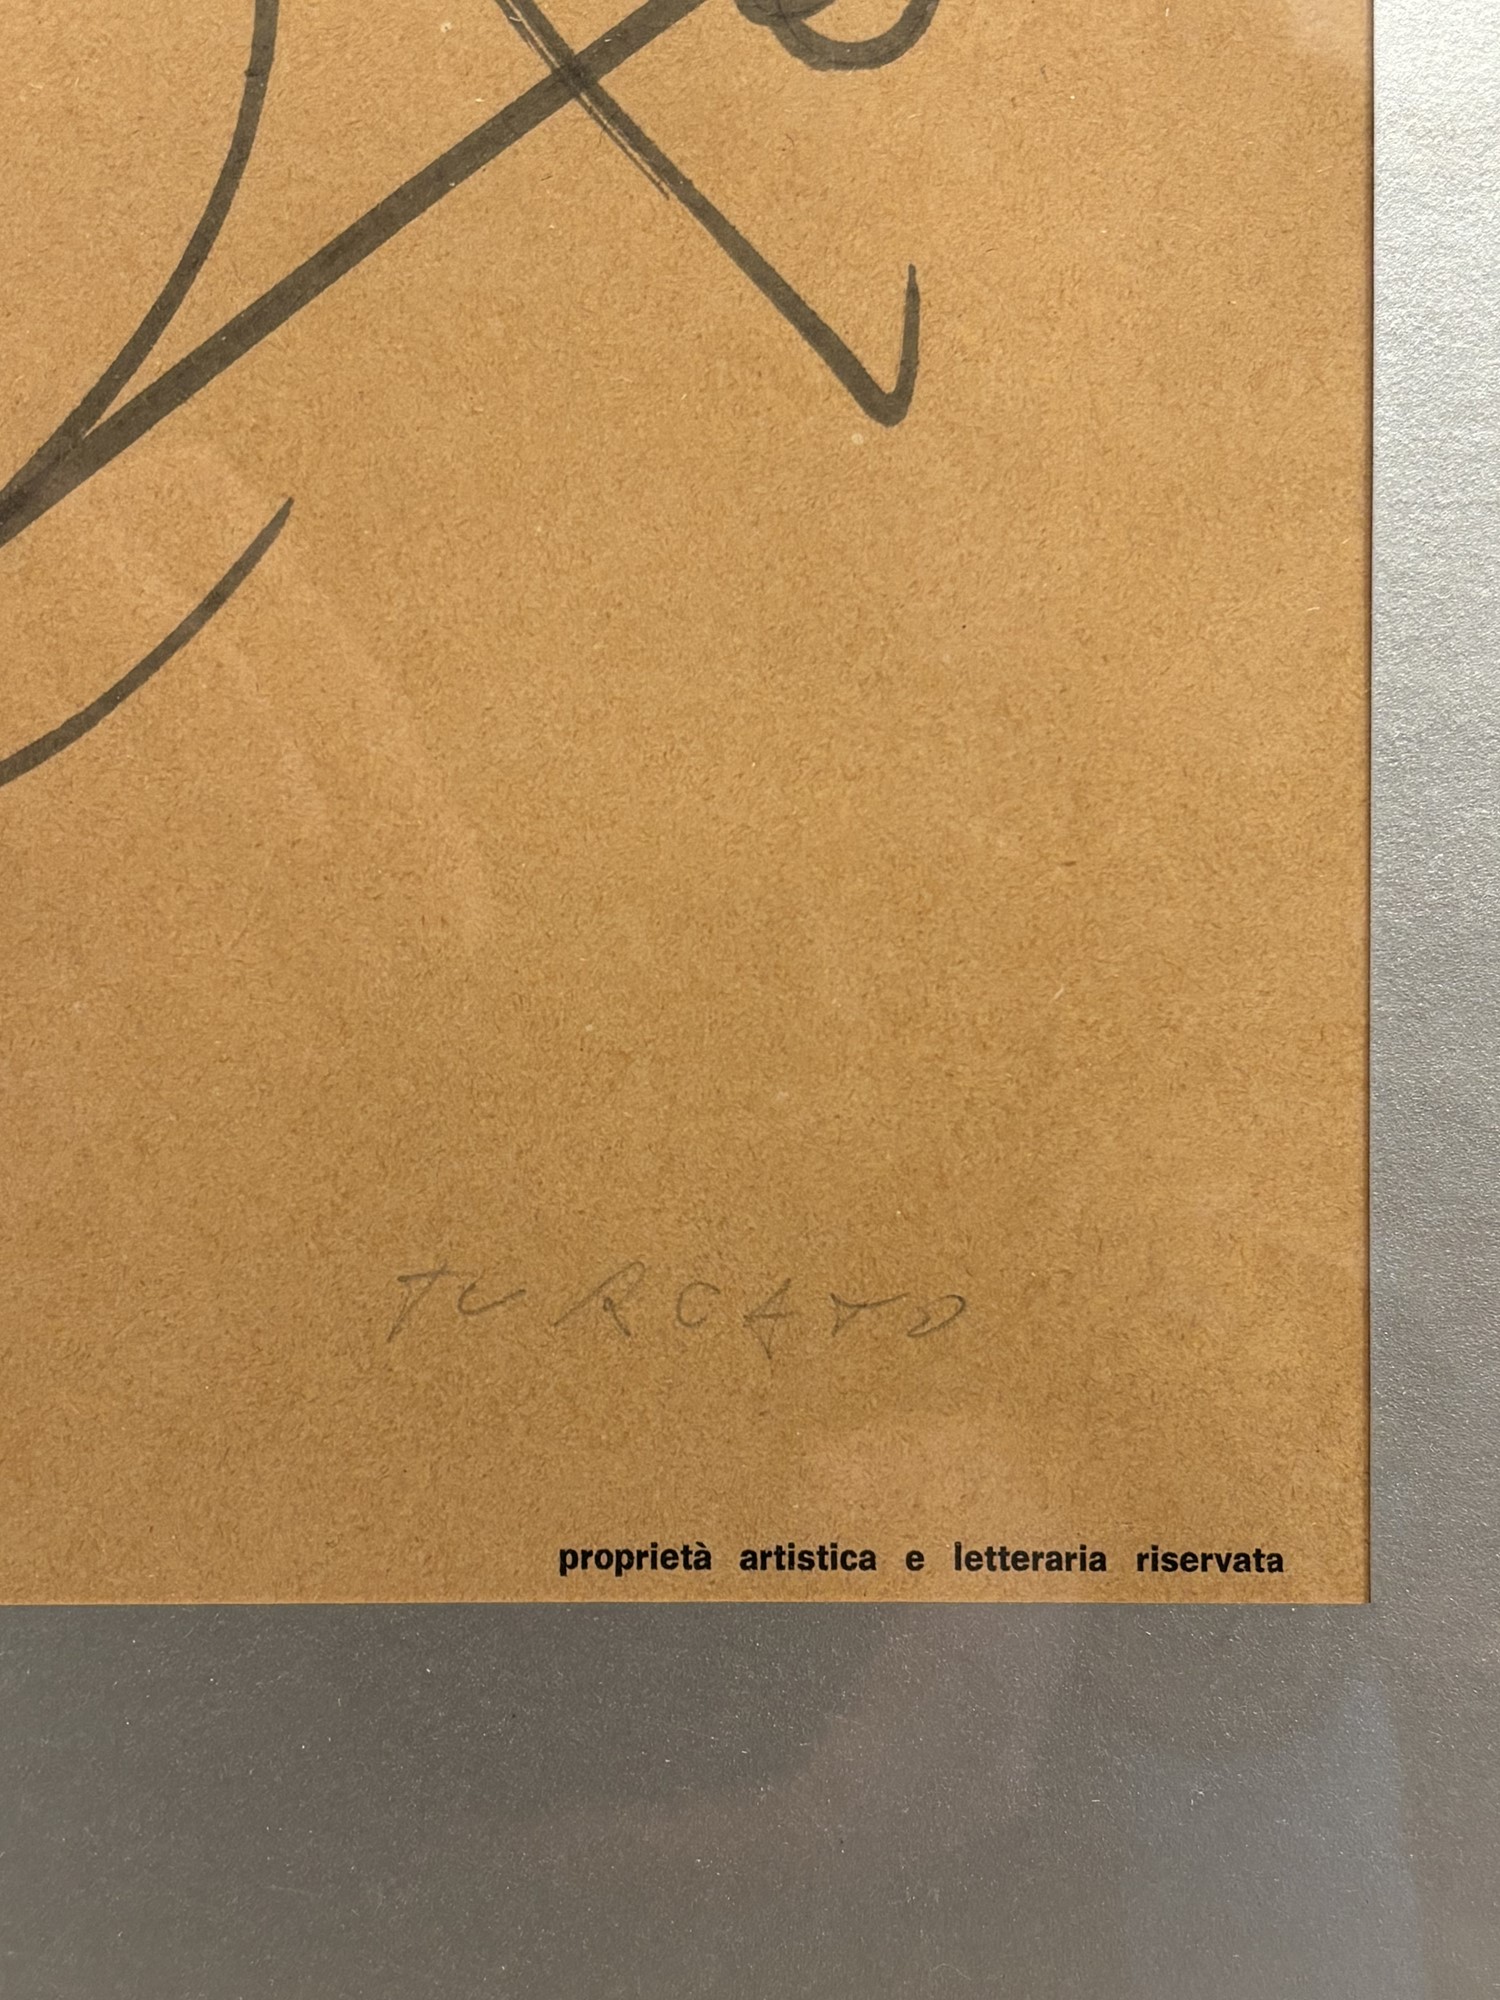 TURCATO
proprietà artistica e letteraria riservata